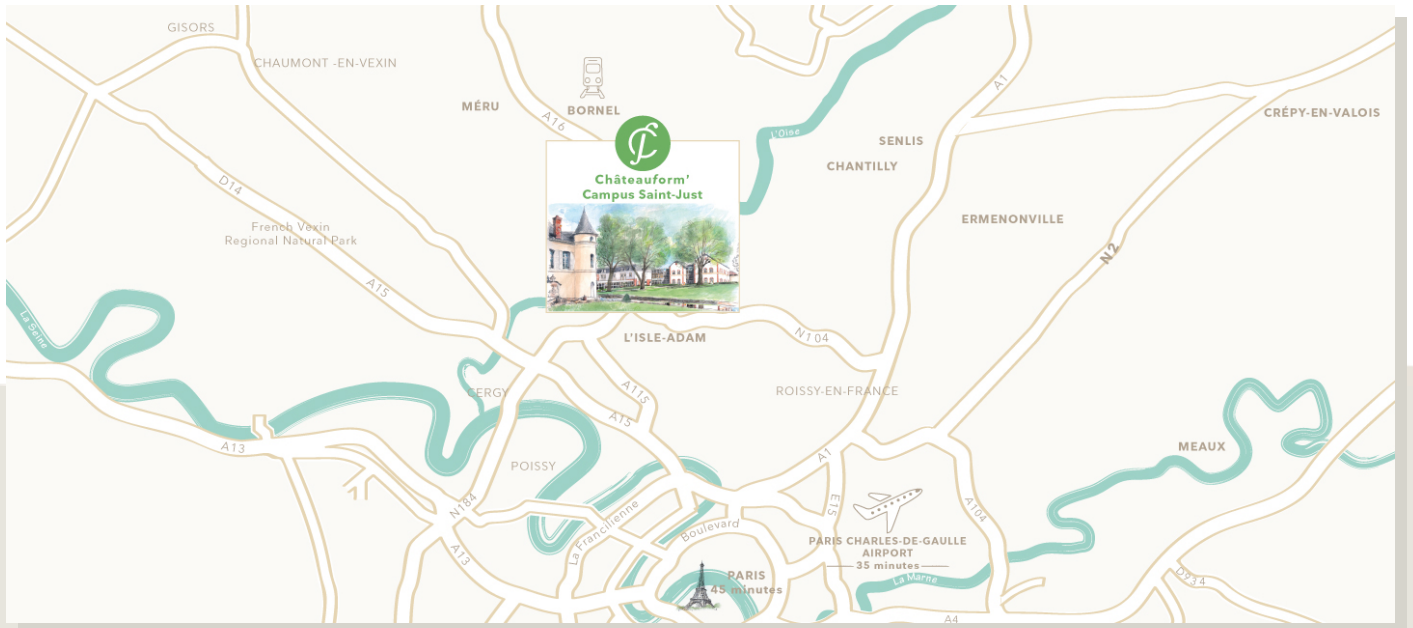 GISORS
CHAUMONT -EN-VEXIN
MÉRU
BORNEL
A16
A1
CRÉPY-EN-VALOIS
L'Oise
SENLIS
CHANTILLY
Châteauform'
Campus Saint-Just
D14
ERMENONVILLE
French Vexin
Regional Natural Park
N2
A15
La Seine
L'ISLE-ADAM
N104
CERGY
A115
ROISSY-EN-FRANCE
A15
A13
MEAUX
A1
POISSY
N184
E15
A104
La Francilienne
Boulevard
PARIS CHARLES-DE-GAULLE
AIRPORT
35 minutes
A13
PARIS
45 minutes
La Marne
D934
A4